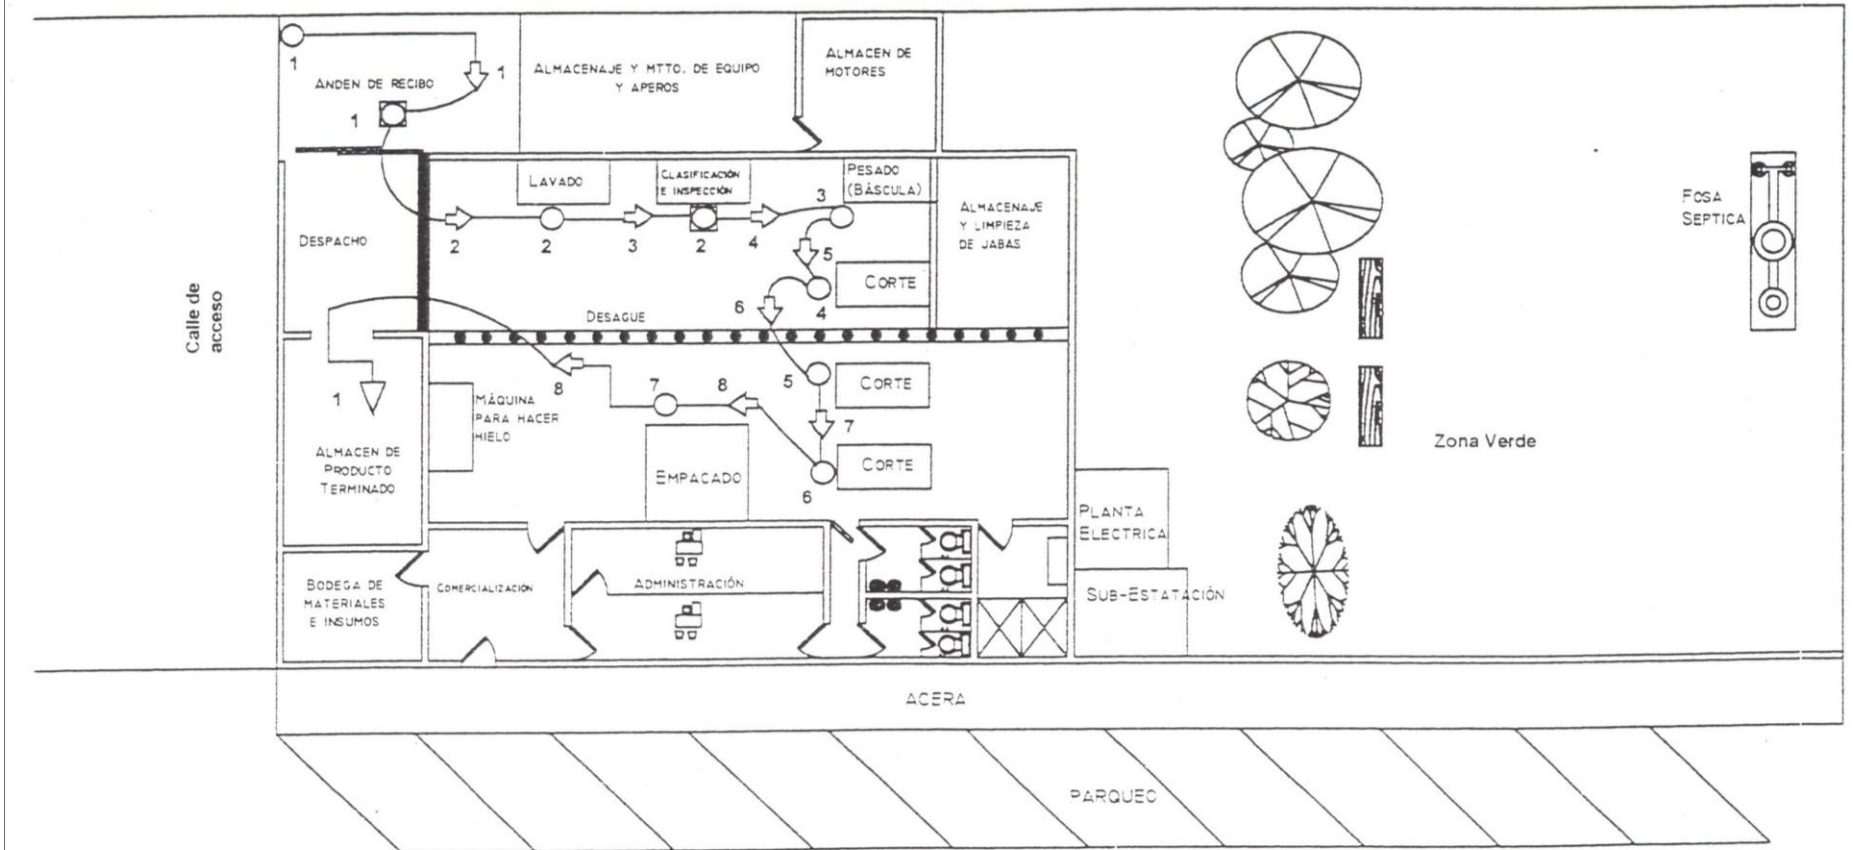 1
1
ANDEN DE RECIBO
1
ALMACENAJE Y MTTO. DE EQUIPO
Y APEROS
ALMACEN DE
MOTORES
LAVADO
CLASIFICACIÓN
E INSPECCIÓN
PESADO
(BÁSCULA)
3
2
2
3
2
4
5
DESPACHO
ALMACENAJE
Y LIMPIEZA
DE JABAS
CORTE
6
4
DESAGUE
Calle de
acceso
FOSA
SEPTICA
5
CORTE
7
8
7
8
1
MÁQUINA
PARA HACER
HIELO
ALMACEN DE
PRODUCTO
TERMINADO
EMPACADO
CORTE
6
Zona Verde
PLANTA
ELECTRICA
BODEGA DE
MATERIALES
E INSUMOS
COMERCIALIZACIÓN
ADMINISTRACIÓN
SUB-ESTATACIÓN
ACERA
PARQUEO